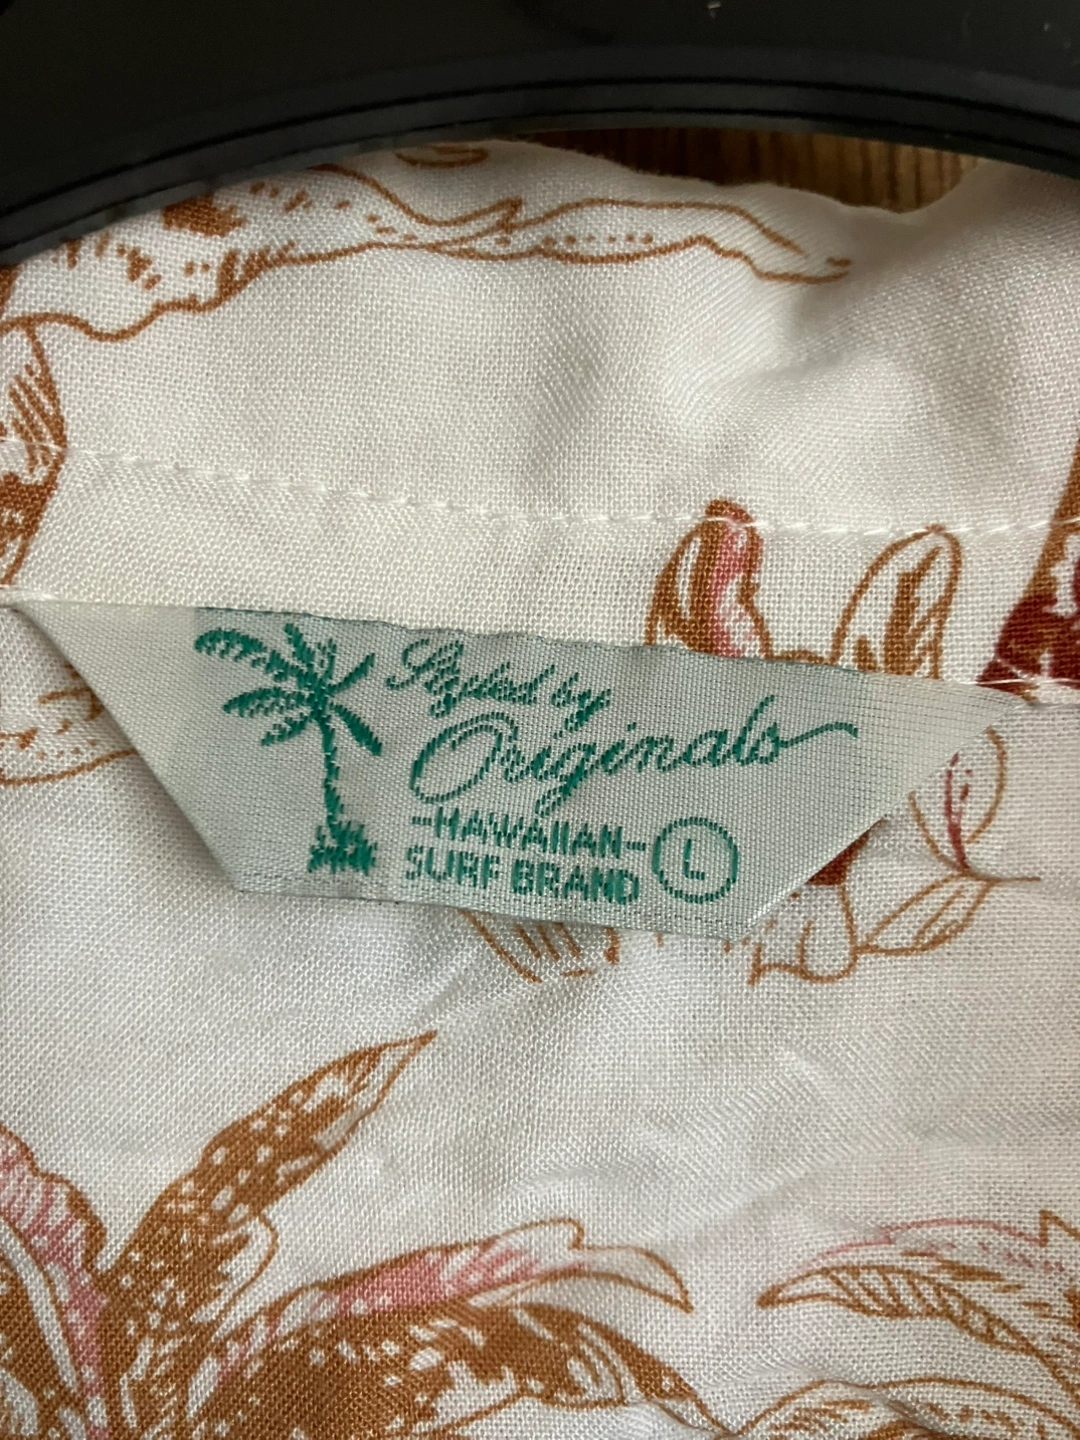 Styled by
Originals
-HAWAIIAN-
SURF BRAND L